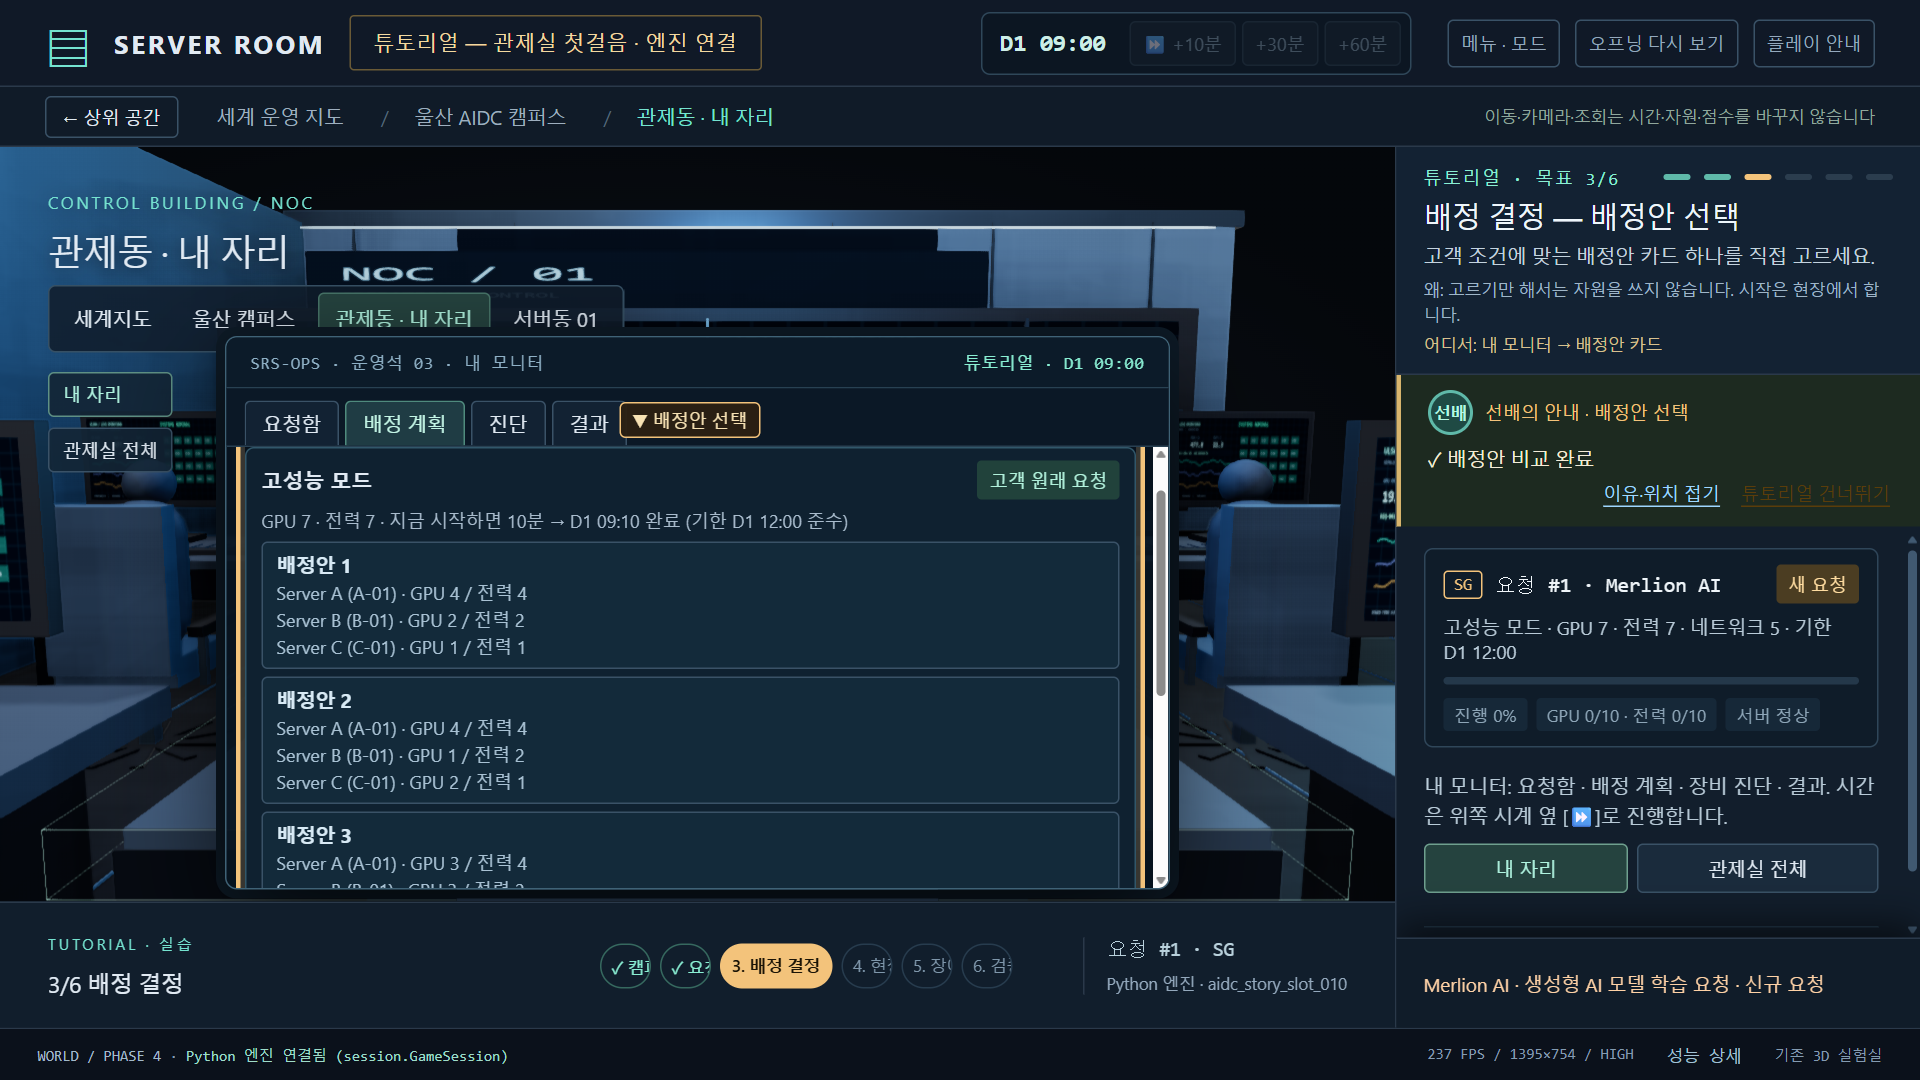 SERVER ROOM
튜토리얼 — 관제실 첫걸음 · 엔진 연결
D1 09:00
⏩ +10분
+30분
+60분
메뉴 · 모드
오프닝 다시 보기
플레이 안내
← 상위 공간
세계 운영 지도 / 울산 AIDC 캠퍼스 / 관제동 · 내 자리
이동·카메라·조회는 시간·자원·점수를 바꾸지 않습니다
CONTROL BUILDING / NOC
관제동 · 내 자리
NOC / 01
세계지도
울산 캠퍼스
관제동 · 내 자리
서버동 01
내 자리
관제실 전체
SRS-OPS · 운영석 03 · 내 모니터
튜토리얼 · D1 09:00
요청함
배정 계획
진단
결과
▼ 배정안 선택
고성능 모드
고객 원래 요청
GPU 7 · 전력 7 · 지금 시작하면 10분 → D1 09:10 완료 (기한 D1 12:00 준수)
배정안 1
Server A (A-01) · GPU 4 / 전력 4
Server B (B-01) · GPU 2 / 전력 2
Server C (C-01) · GPU 1 / 전력 1
배정안 2
Server A (A-01) · GPU 4 / 전력 4
Server B (B-01) · GPU 1 / 전력 2
Server C (C-01) · GPU 2 / 전력 1
배정안 3
Server A (A-01) · GPU 3 / 전력 4
튜토리얼 · 목표 3/6
배정 결정 — 배정안 선택
고객 조건에 맞는 배정안 카드 하나를 직접 고르세요.
왜: 고르기만 해서는 자원을 쓰지 않습니다. 시작은 현장에서 합
니다.
어디서: 내 모니터 → 배정안 카드
선배
선배의 안내 · 배정안 선택
✓ 배정안 비교 완료
이유·위치 접기
튜토리얼 건너뛰기
SG
요청 #1 · Merlion AI
새 요청
고성능 모드 · GPU 7 · 전력 7 · 네트워크 5 · 기한
D1 12:00
진행 0%
GPU 0/10 · 전력 0/10
서버 정상
내 모니터: 요청함 · 배정 계획 · 장비 진단 · 결과. 시간
은 위쪽 시계 옆 [⏩]로 진행합니다.
내 자리
관제실 전체
TUTORIAL · 실습
3/6 배정 결정
✓ 캠
✓ 요
3. 배정 결정
4. 현
5. 장
6. 검
요청 #1 · SG
Python 엔진 · aidc_story_slot_010
Merlion AI · 생성형 AI 모델 학습 요청 · 신규 요청
WORLD / PHASE 4 · Python 엔진 연결됨 (session.GameSession)
237 FPS / 1395×754 / HIGH
성능 상세
기존 3D 실험실